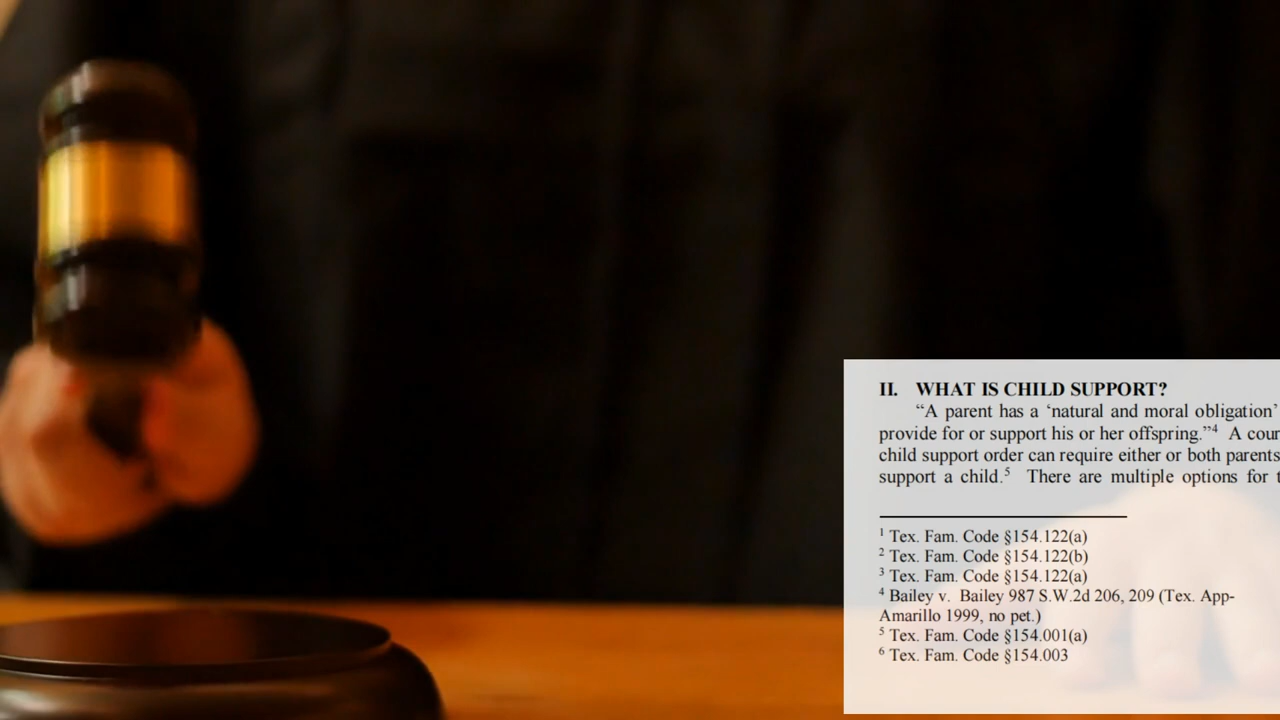 II. WHAT IS CHILD SUPPORT?
“A parent has a ‘natural and moral obligation’
provide for or support his or her offspring.”4 A
child support order can require either or both parents
support a child.5 There are multiple options for
1 Tex. Fam. Code §154.122(a)
2 Tex. Fam. Code §154.122(b)
3 Tex. Fam. Code §154.122(a)
4 Bailey v. Bailey 987 S.W.2d 206, 209 (Tex. App-
Amarillo 1999, no pet.)
5 Tex. Fam. Code §154.001(a)
6 Tex. Fam. Code §154.003